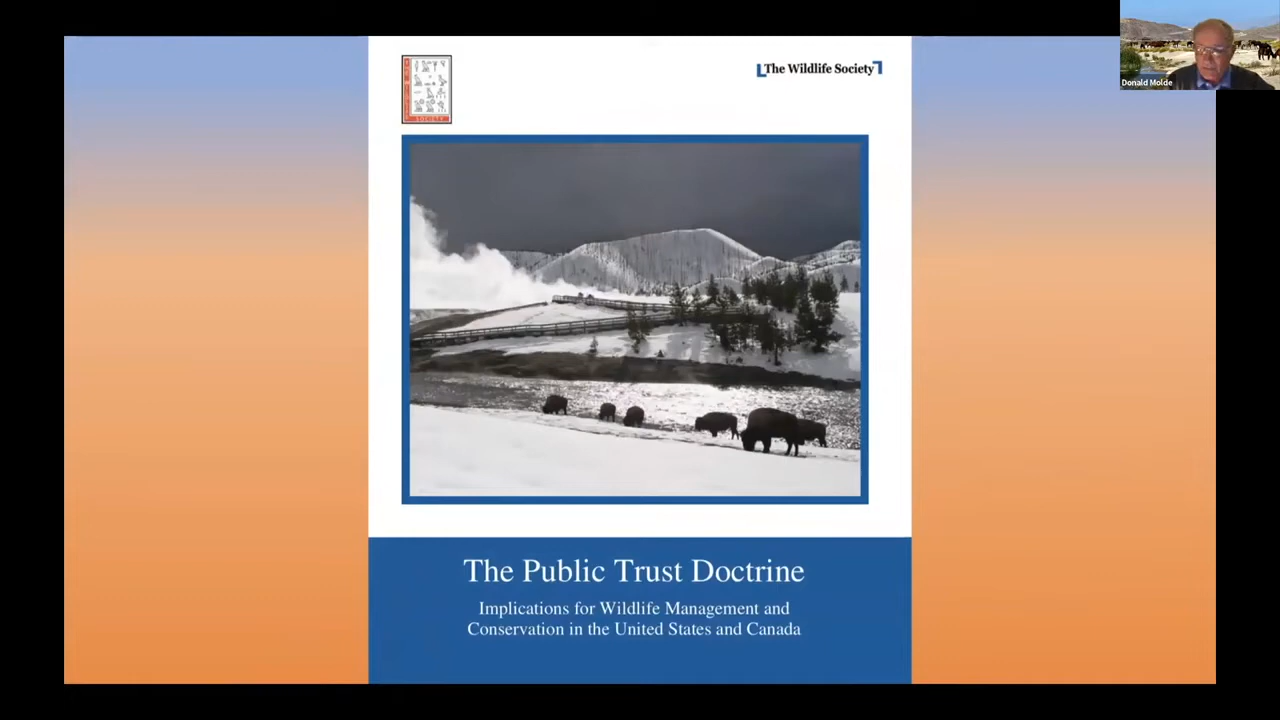 The Wildlife Society
Donald Molde
SOCIETY
The Public Trust Doctrine
Implications for Wildlife Management and
Conservation in the United States and Canada